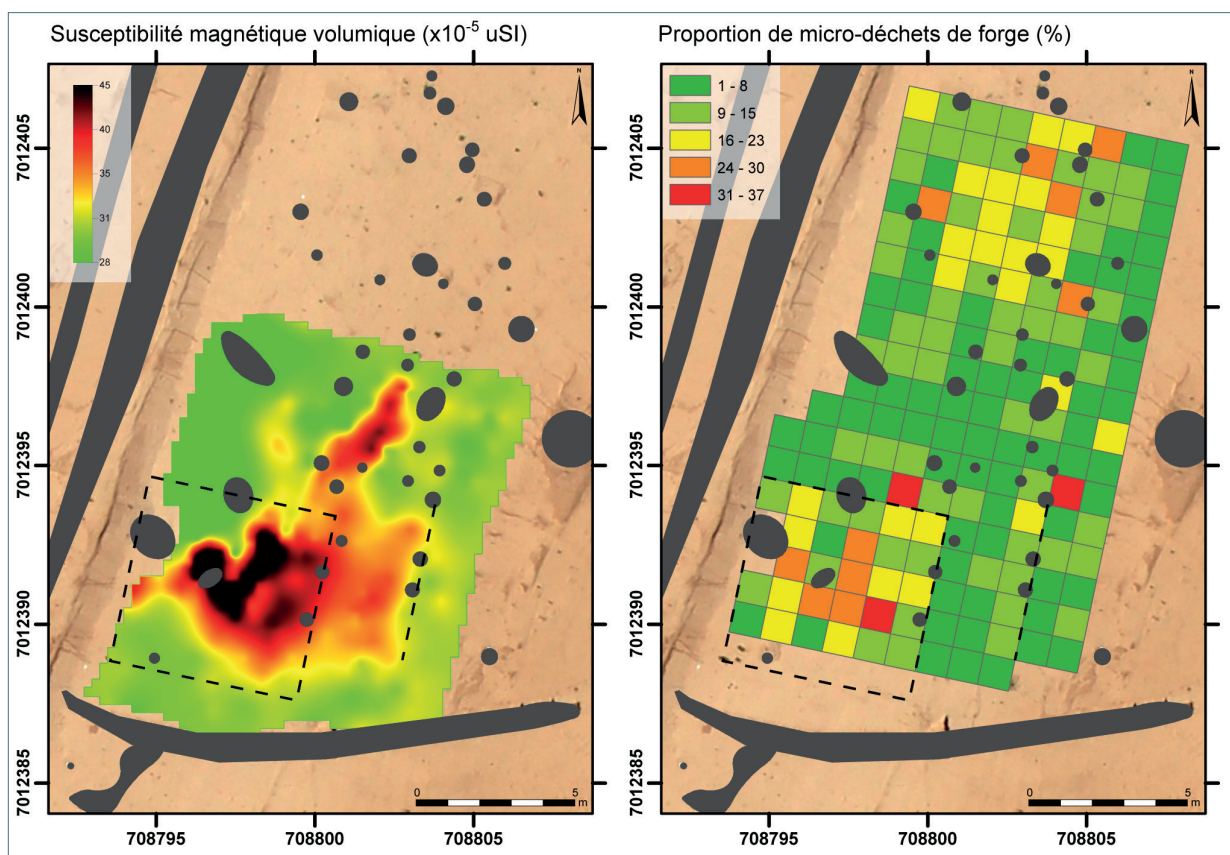 Susceptibilité magnétique volumique (x10⁻⁵ uSI)
Proportion de micro-déchets de forge (%)
N
45
40
35
31
28
N
1 - 8
9 - 15
16 - 23
24 - 30
31 - 37
7012405
7012400
7012395
7012390
7012385
7012405
7012400
7012395
7012390
7012385
0 5
m
0 5
m
708795 708800 708805
708795 708800 708805